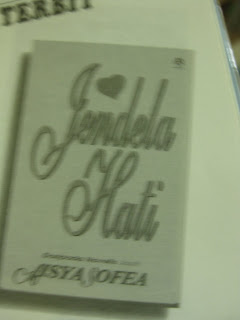 TERBIT
Jendela
Hati
AISYA SOFEA